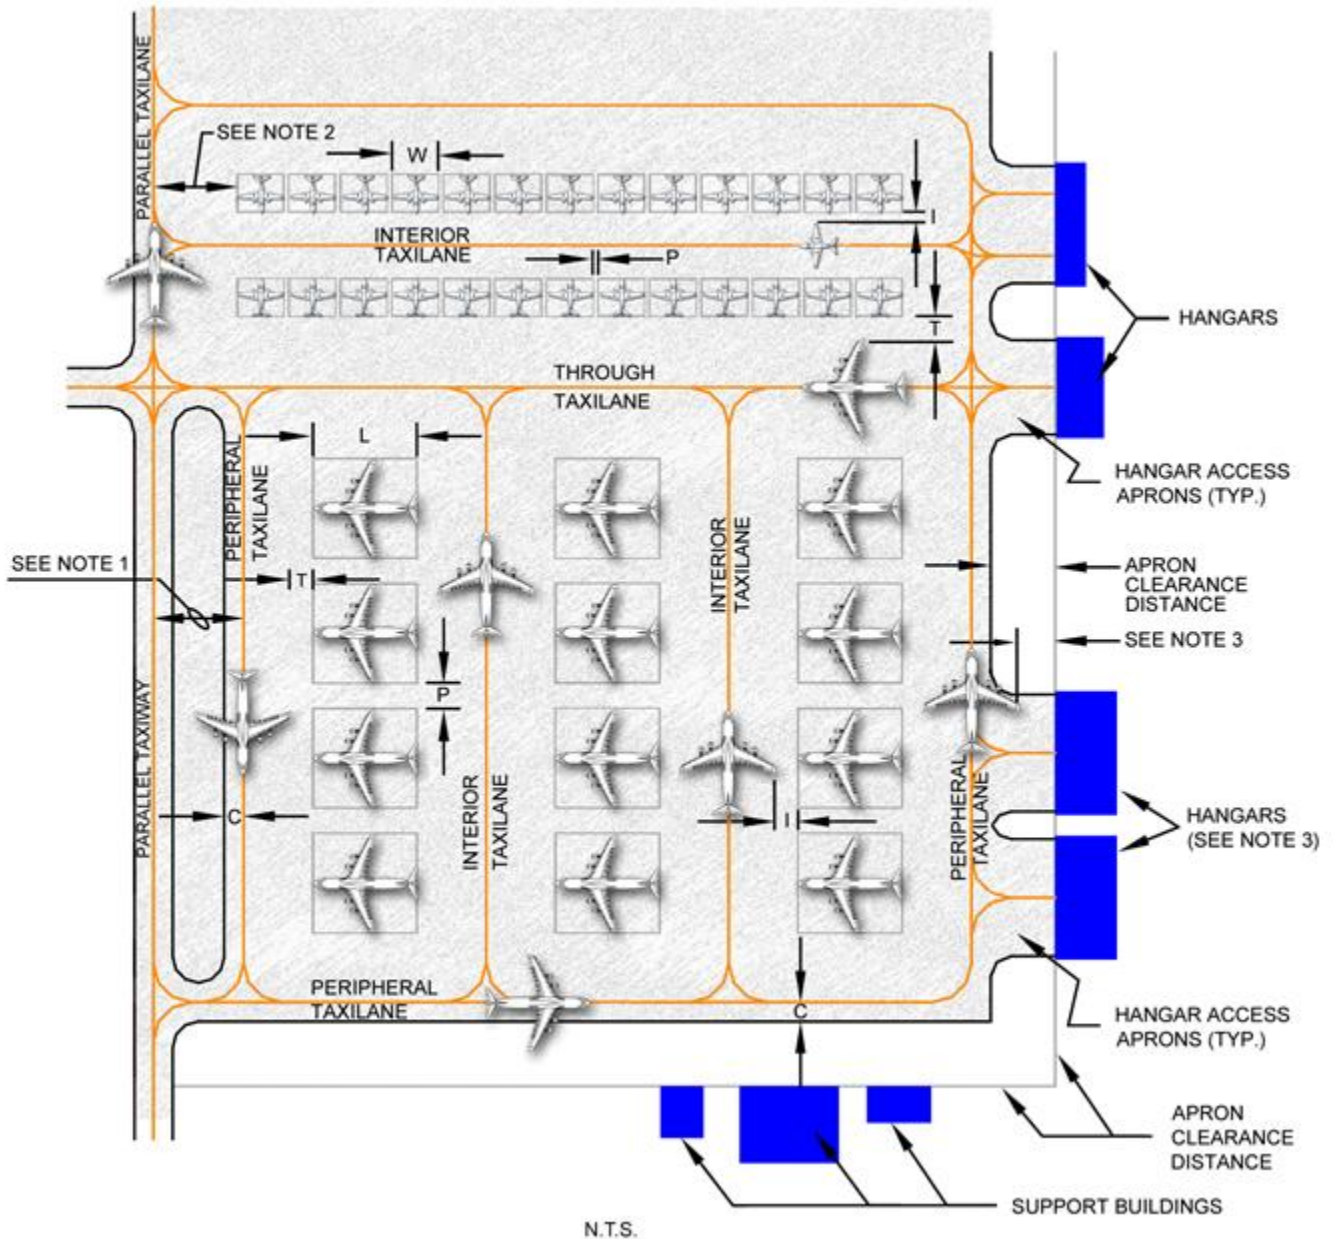 PARALLEL TAXILANE
SEE NOTE 2
W
I
INTERIOR
TAXILANE
P
T
HANGARS
THROUGH
TAXILANE
L
PERIPHERAL
TAXILANE
HANGAR ACCESS
APRONS (TYP.)
SEE NOTE 1
T
INTERIOR
TAXILANE
APRON
CLEARANCE
DISTANCE
SEE NOTE 3
P
PARALLEL TAXIWAY
C
INTERIOR
TAXILANE
I
PERIPHERAL
TAXILANE
HANGARS
(SEE NOTE 3)
PERIPHERAL
TAXILANE
C
HANGAR ACCESS
APRONS (TYP.)
APRON
CLEARANCE
DISTANCE
SUPPORT BUILDINGS
N.T.S.